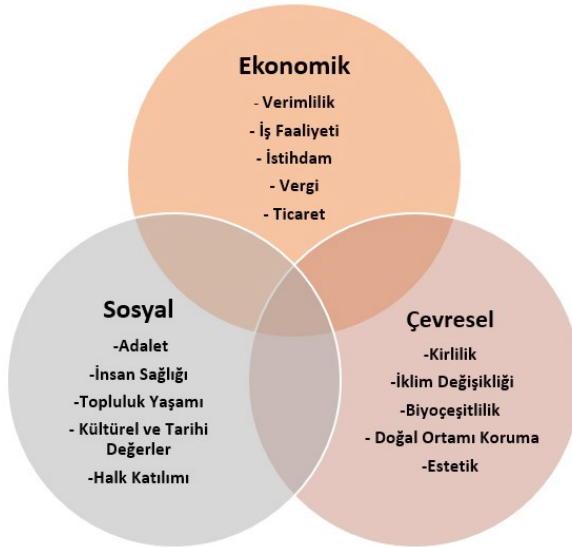 Ekonomik
- Verimlilik
- İş Faaliyeti
- İstihdam
- Vergi
- Ticaret
Sosyal
-Adalet
-İnsan Sağlığı
-Topluluk Yaşamı
- Kültürel ve Tarihi
Değerler
-Halk Katılımı
Çevresel
-Kirlilik
-İklim Değişikliği
-Biyoçeşitlilik
- Doğal Ortamı Koruma
-Estetik